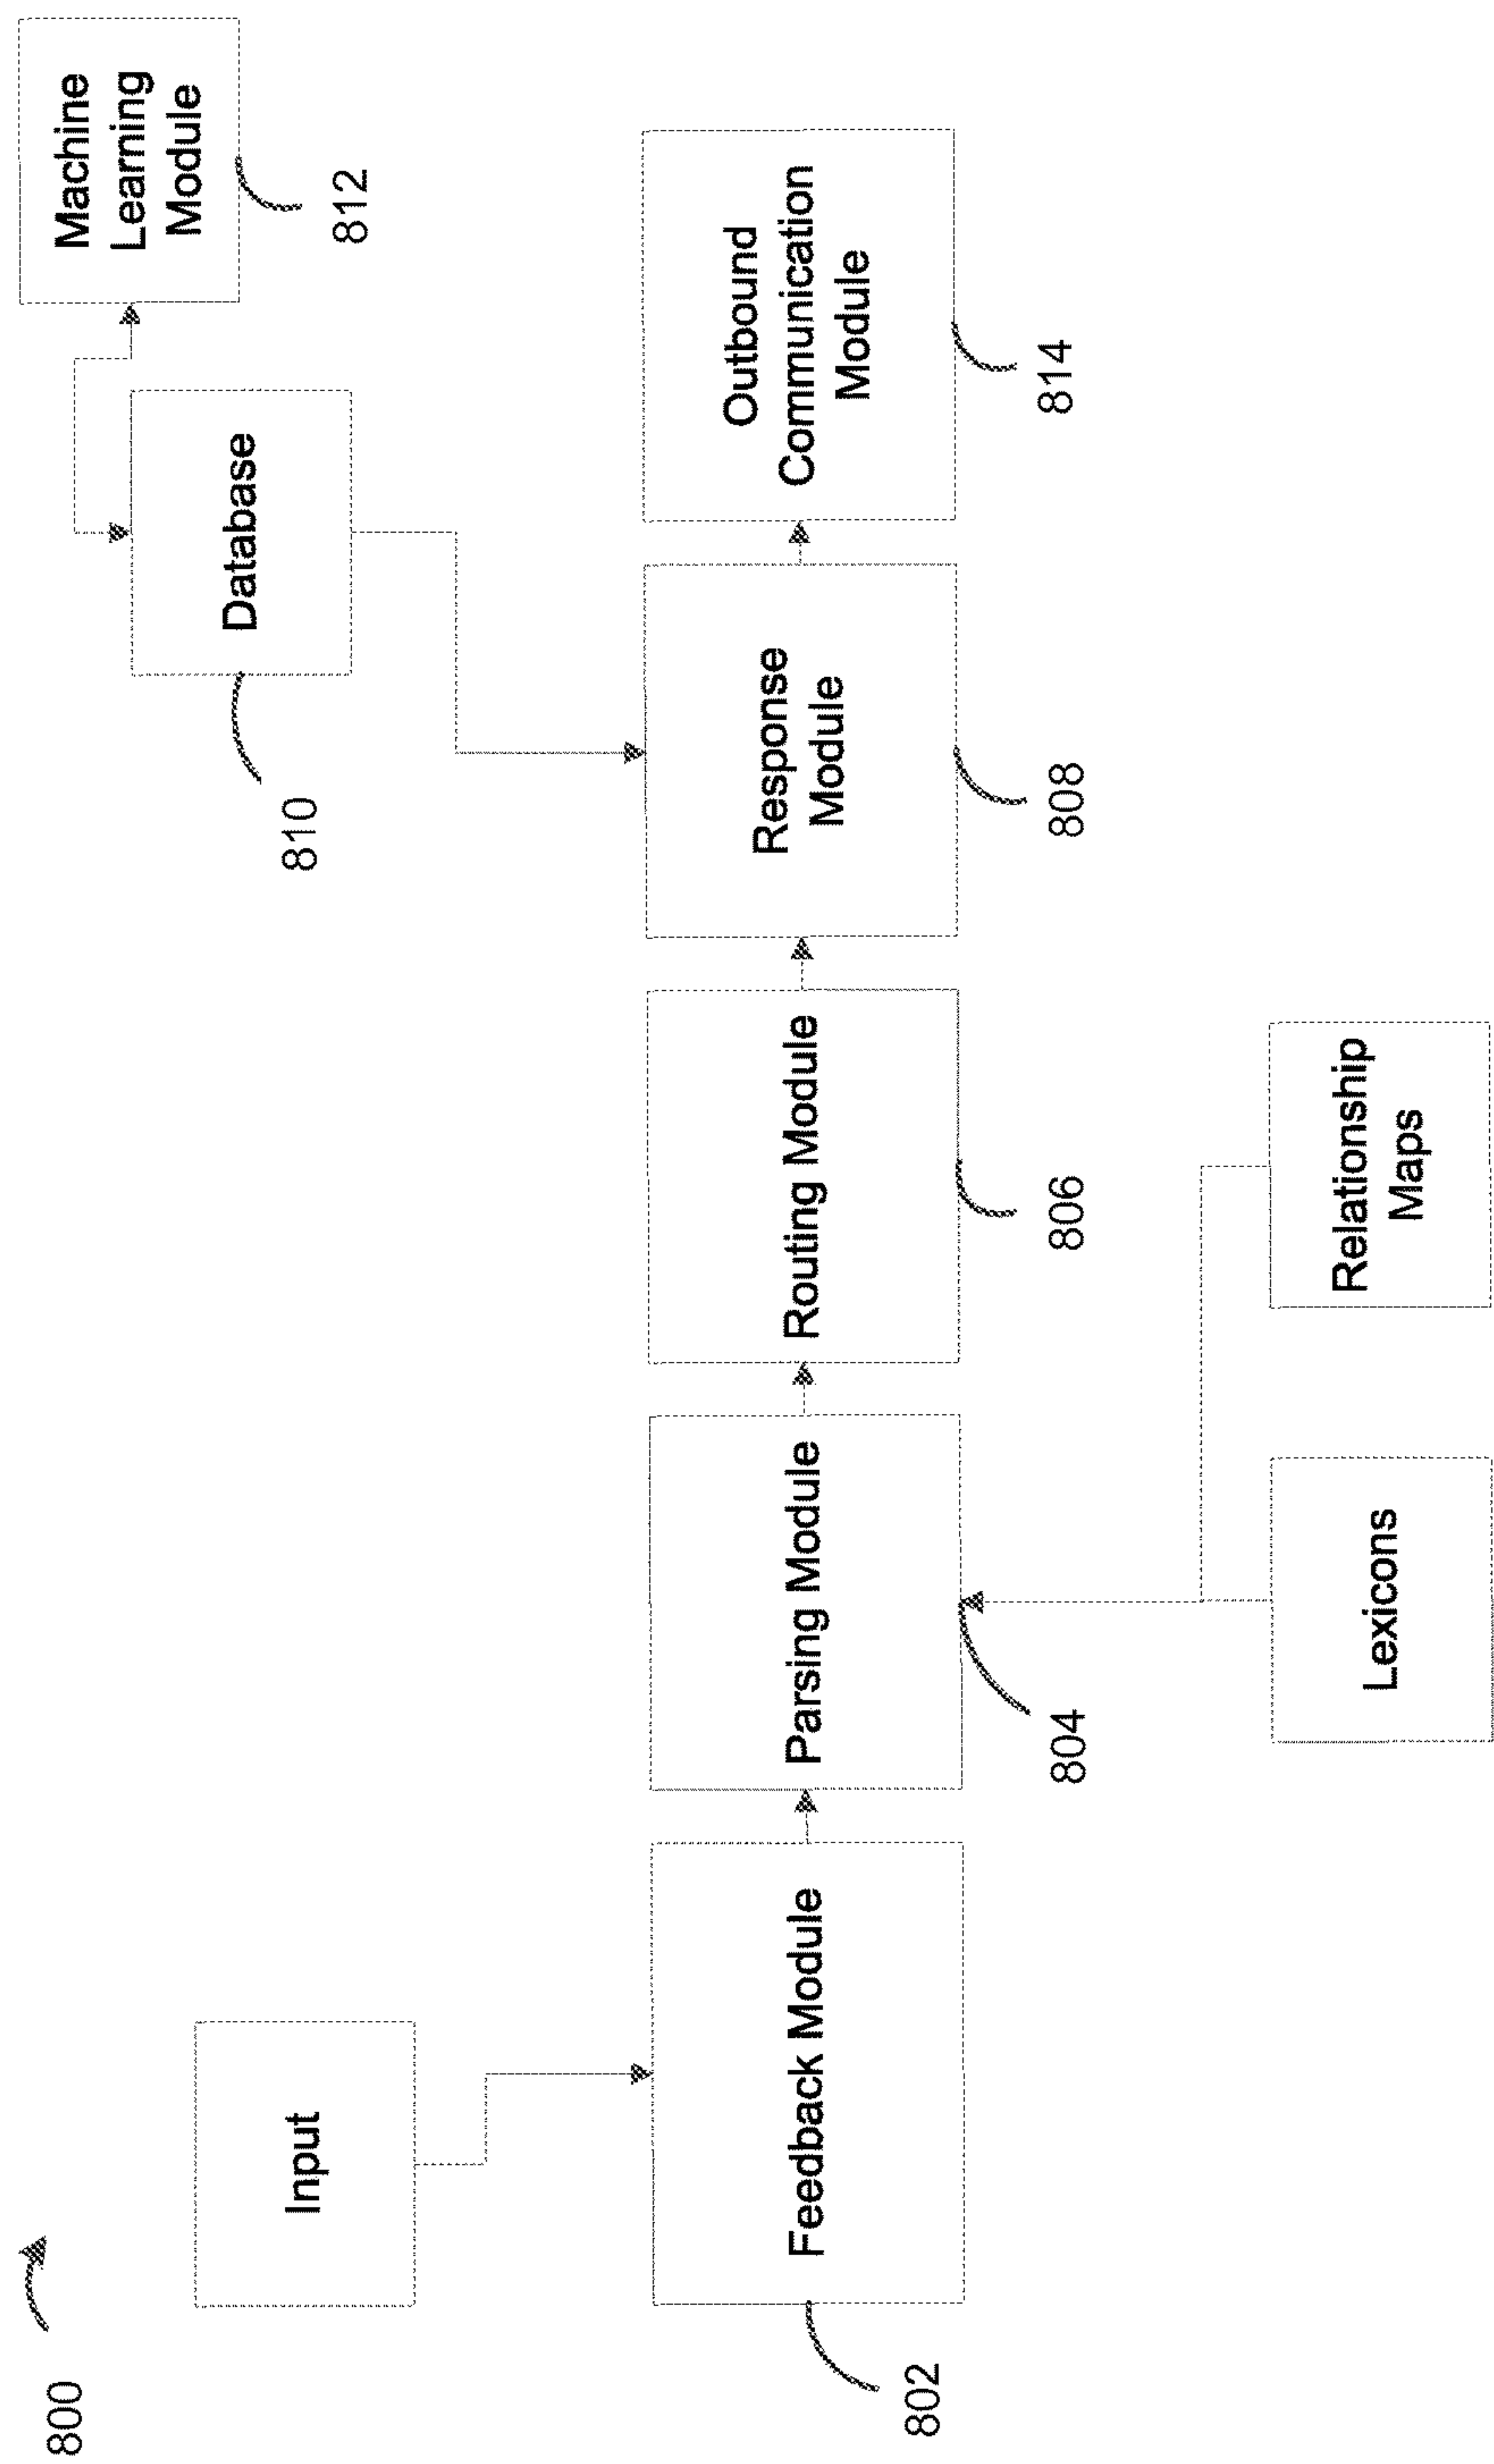 800
Input
802
Feedback Module
804
Parsing Module
Lexicons
Relationship
Maps
806
Routing Module
808
Response
Module
810
Database
812
Machine
Learning
Module
814
Outbound
Communication
Module